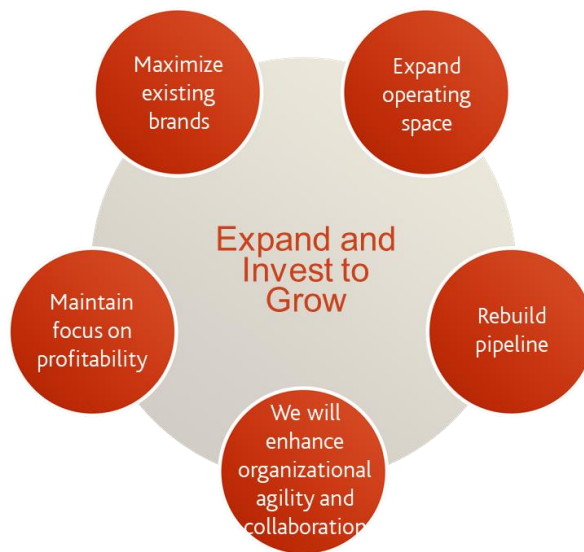 Maximize
existing
brands
Expand
operating
space
Expand and
Invest to
Grow
Maintain
focus on
profitability
Rebuild
pipeline
We will
enhance
organizational
agility and
collaboration